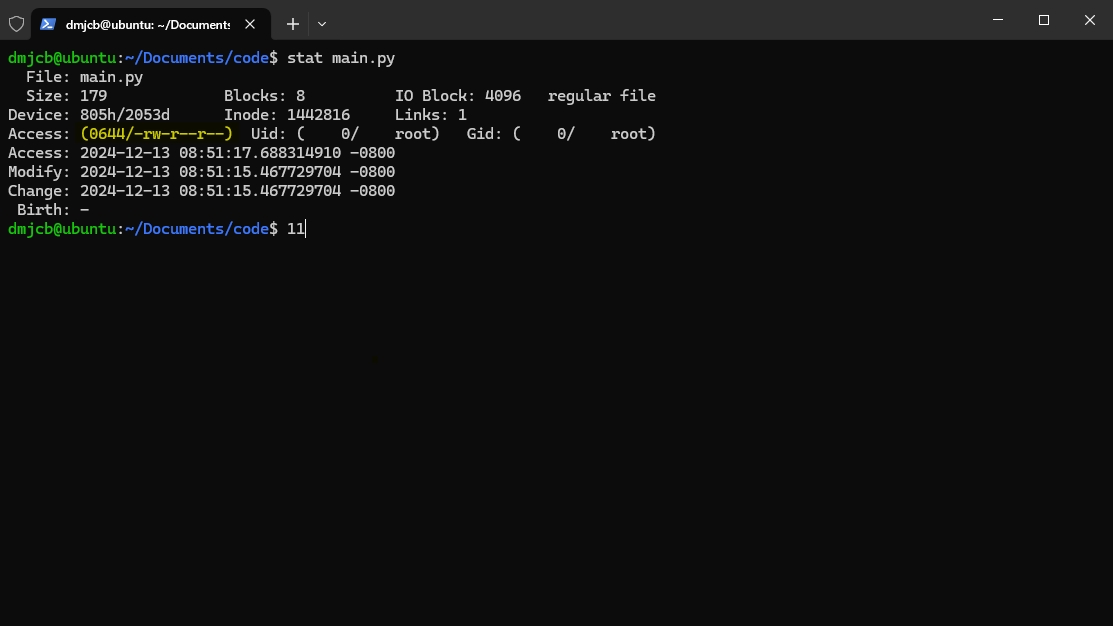 dmjcb@ubuntu: ~/Documents
dmjcb@ubuntu:~/Documents/code$ stat main.py
  File: main.py
  Size: 179             Blocks: 8          IO Block: 4096   regular file
Device: 805h/2053d      Inode: 1442816     Links: 1
Access: (0644/-rw-r--r--)  Uid: (    0/    root)   Gid: (    0/    root)
Access: 2024-12-13 08:51:17.688314910 -0800
Modify: 2024-12-13 08:51:15.467729704 -0800
Change: 2024-12-13 08:51:15.467729704 -0800
 Birth: -
dmjcb@ubuntu:~/Documents/code$ 11